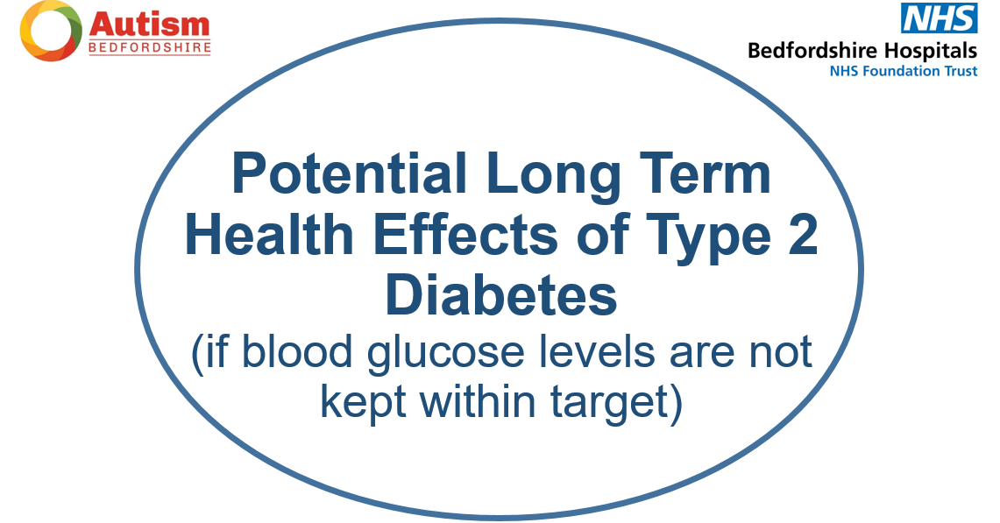 Autism
BEDFORDSHIRE
NHS
Bedfordshire Hospitals
NHS Foundation Trust
Potential Long Term
Health Effects of Type 2
Diabetes
(if blood glucose levels are not
kept within target)